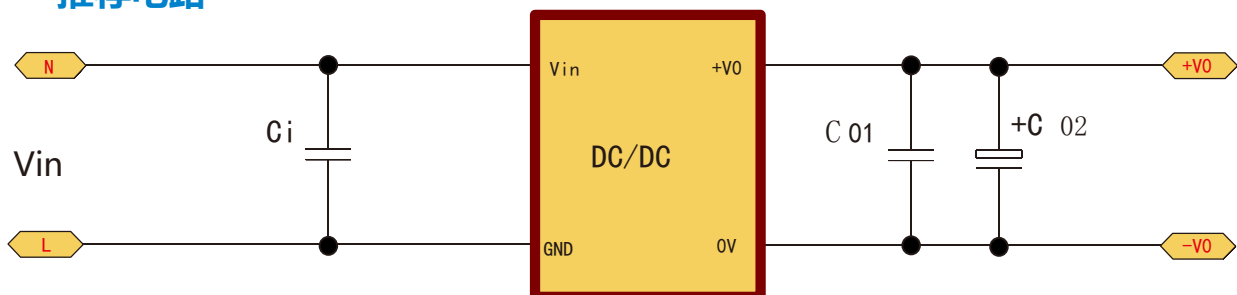 N
Vin
+VO
+VO
Ci
C 01
+C 02
Vin
DC/DC
L
GND
0V
-VO